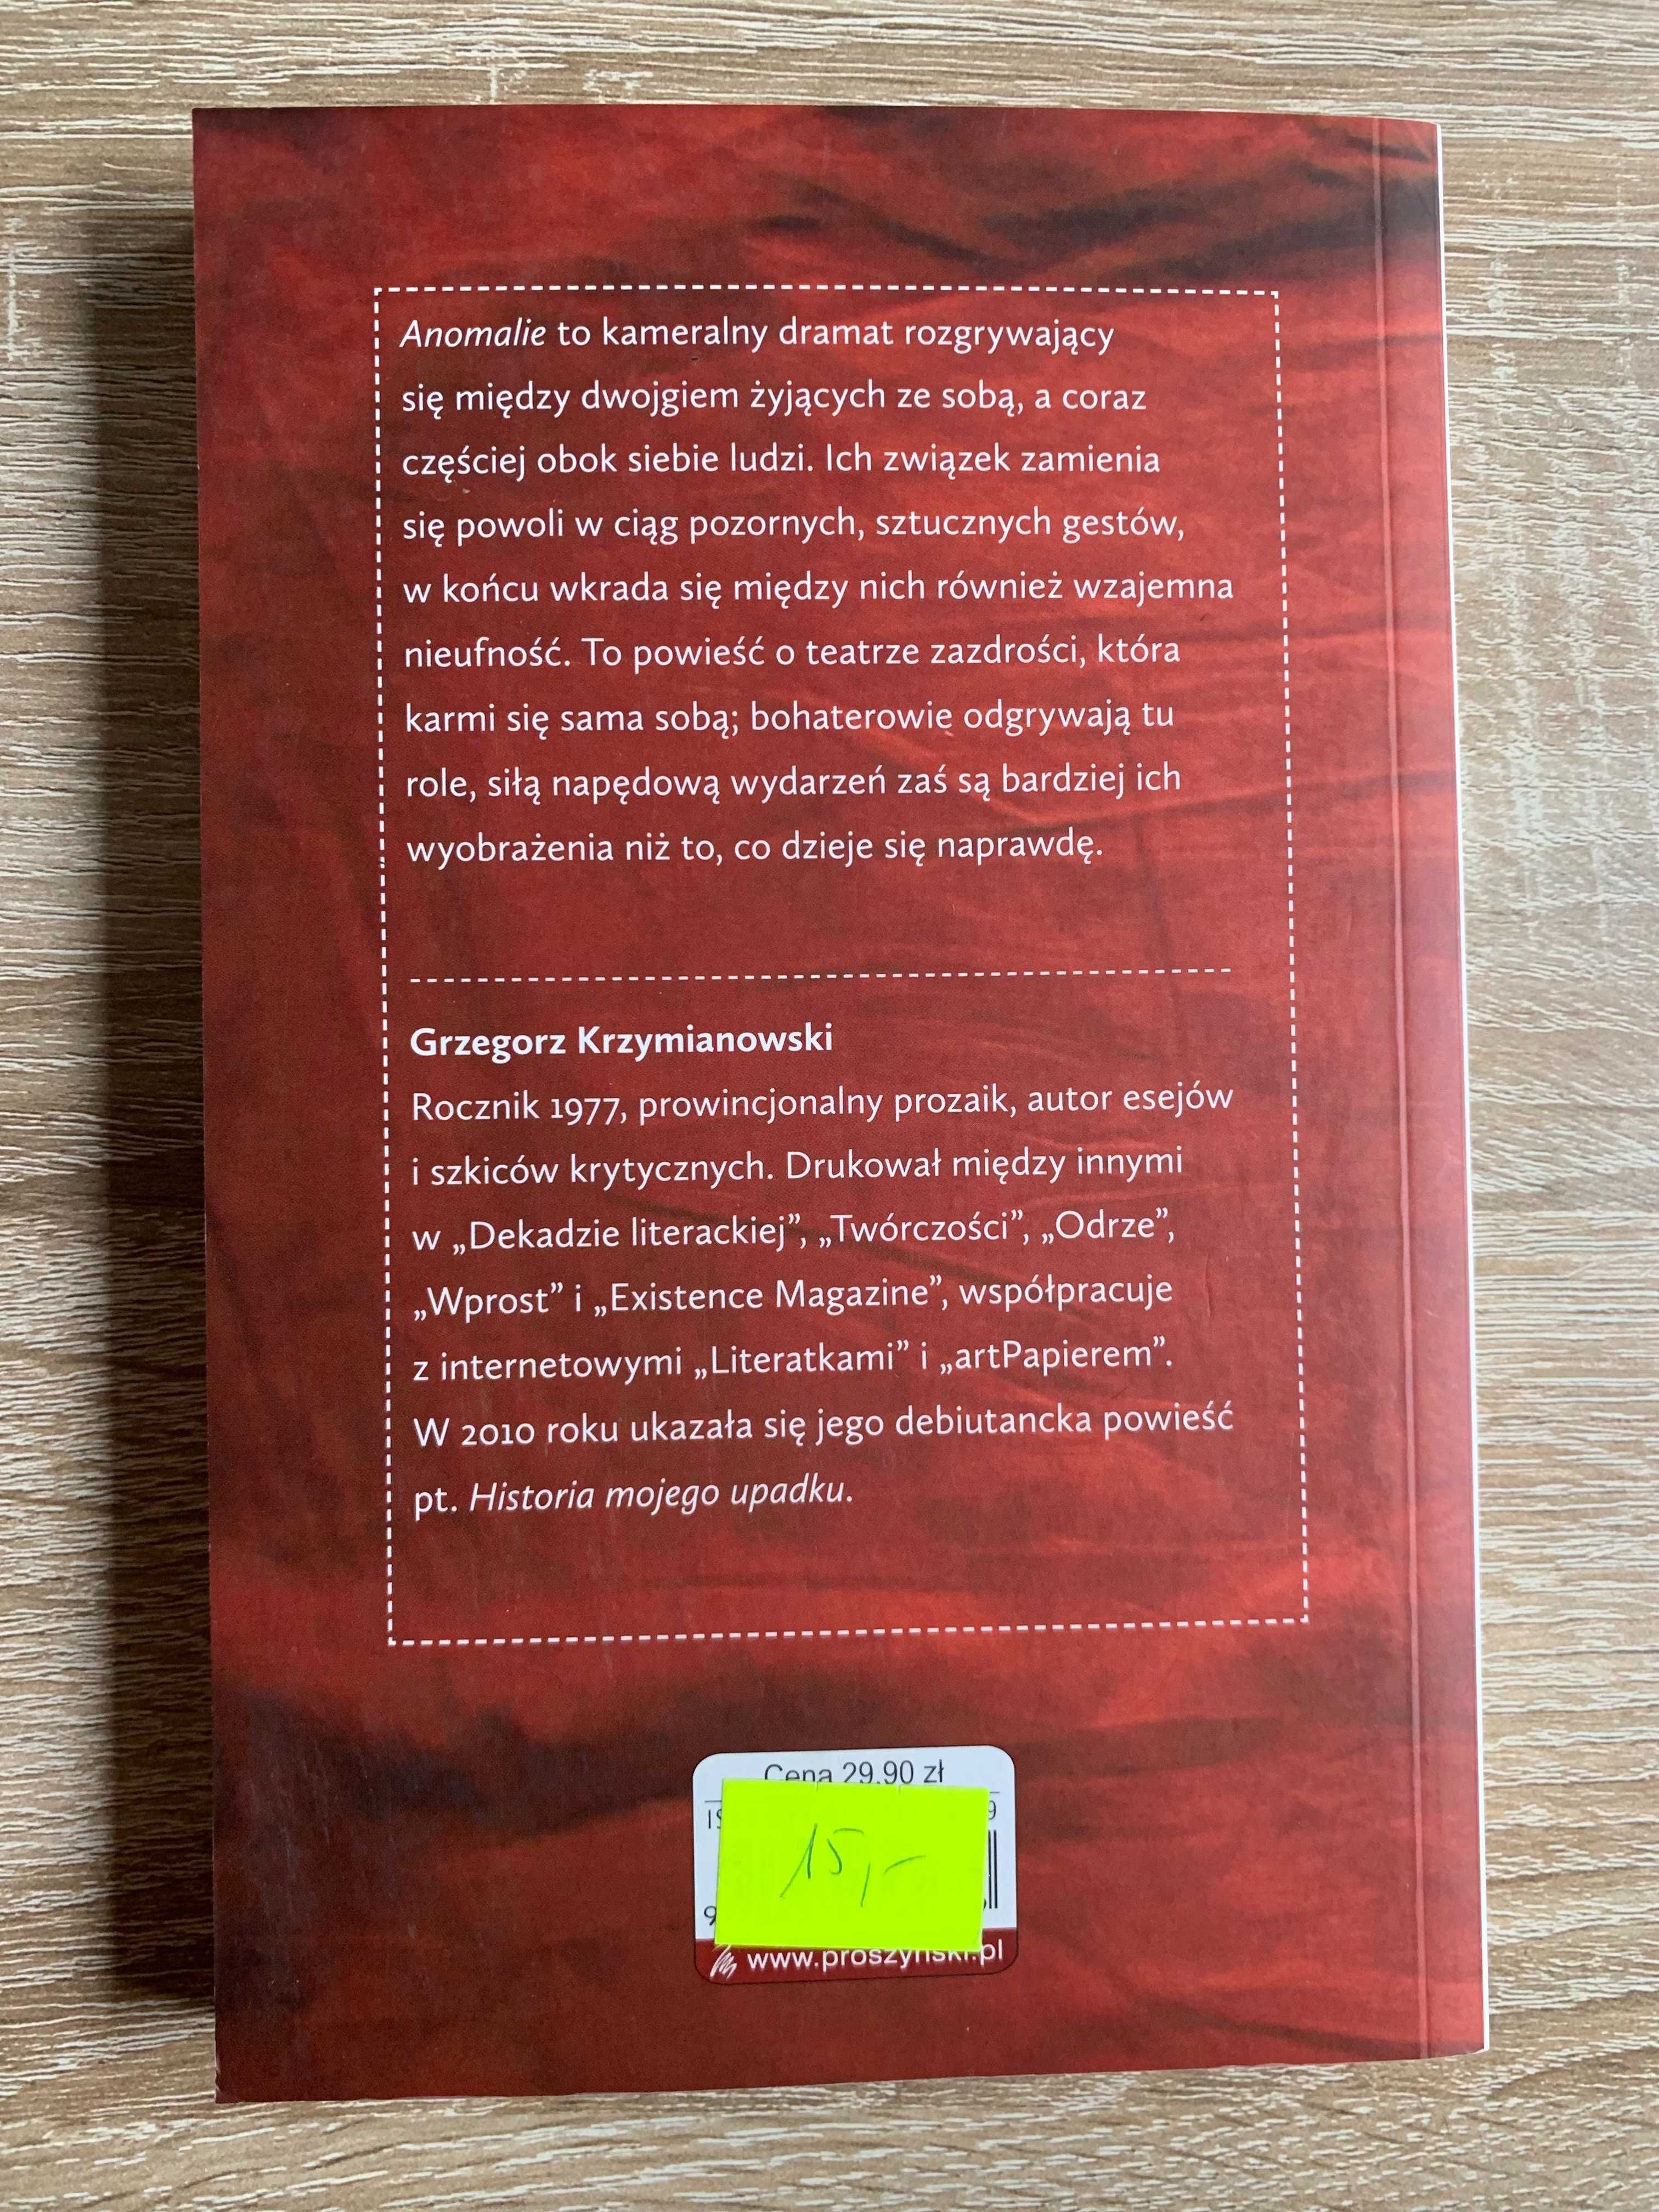 Anomalie to kameralny dramat rozgrywający
się między dwojgiem żyjących ze sobą, a coraz
częściej obok siebie ludzi. Ich związek zamienia
się powoli w ciąg pozornych, sztucznych gestów,
w końcu wkrada się między nich również wzajemna
nieufność. To powieść o teatrze zazdrości, która
karmi się sama sobą; bohaterowie odgrywają tu
role, siłą napędową wydarzeń zaś są bardziej ich
wyobrażenia niż to, co dzieje się naprawdę.
Grzegorz Krzymianowski
Rocznik 1977, prowincjonalny prozaik, autor esejów
i szkiców krytycznych. Drukował między innymi
w „Dekadzie literackiej”, „Twórczości”, „Odrze”,
„Wprost” i „Existence Magazine”, współpracuje
z internetowymi „Literatkami” i „artPapierem”.
W 2010 roku ukazała się jego debiutancka powieść
pt. Historia mojego upadku.
Cena 29,90 zł
15,-
www.proszynski.pl